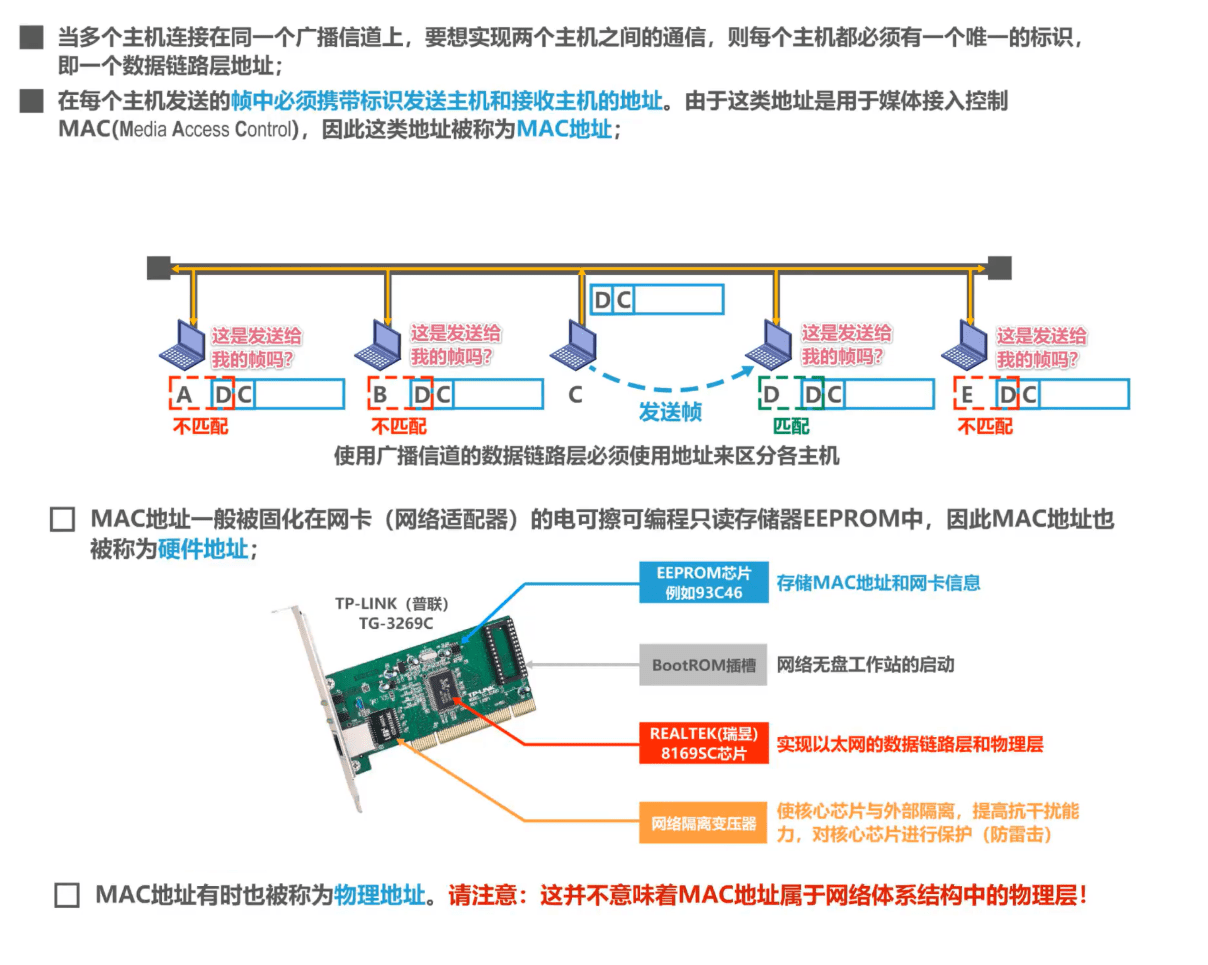 当多个主机连接在同一个广播信道上，要想实现两个主机之间的通信，则每个主机都必须有一个唯一的标识，
即一个数据链路层地址；
在每个主机发送的帧中必须携带标识发送主机和接收主机的地址。由于这类地址是用于媒体接入控制
MAC(Media Access Control)，因此这类地址被称为MAC地址；
D C
这是发送给
我的帧吗？
这是发送给
我的帧吗？
这是发送给
我的帧吗？
这是发送给
我的帧吗？
A D C
B D C
C
D D C
E D C
发送帧
不匹配
不匹配
匹配
不匹配
使用广播信道的数据链路层必须使用地址来区分各主机
MAC地址一般被固化在网卡（网络适配器）的电可擦可编程只读存储器EEPROM中，因此MAC地址也
被称为硬件地址；
TP-LINK（普联）
TG-3269C
EEPROM芯片
例如93C46
存储MAC地址和网卡信息
BootROM插槽
网络无盘工作站的启动
TP-LINK
REALTEK(瑞昱)
8169SC芯片
实现以太网的数据链路层和物理层
网络隔离变压器
使核心芯片与外部隔离，提高抗干扰能
力，对核心芯片进行保护（防雷击）
MAC地址有时也被称为物理地址。请注意：这并不意味着MAC地址属于网络体系结构中的物理层！